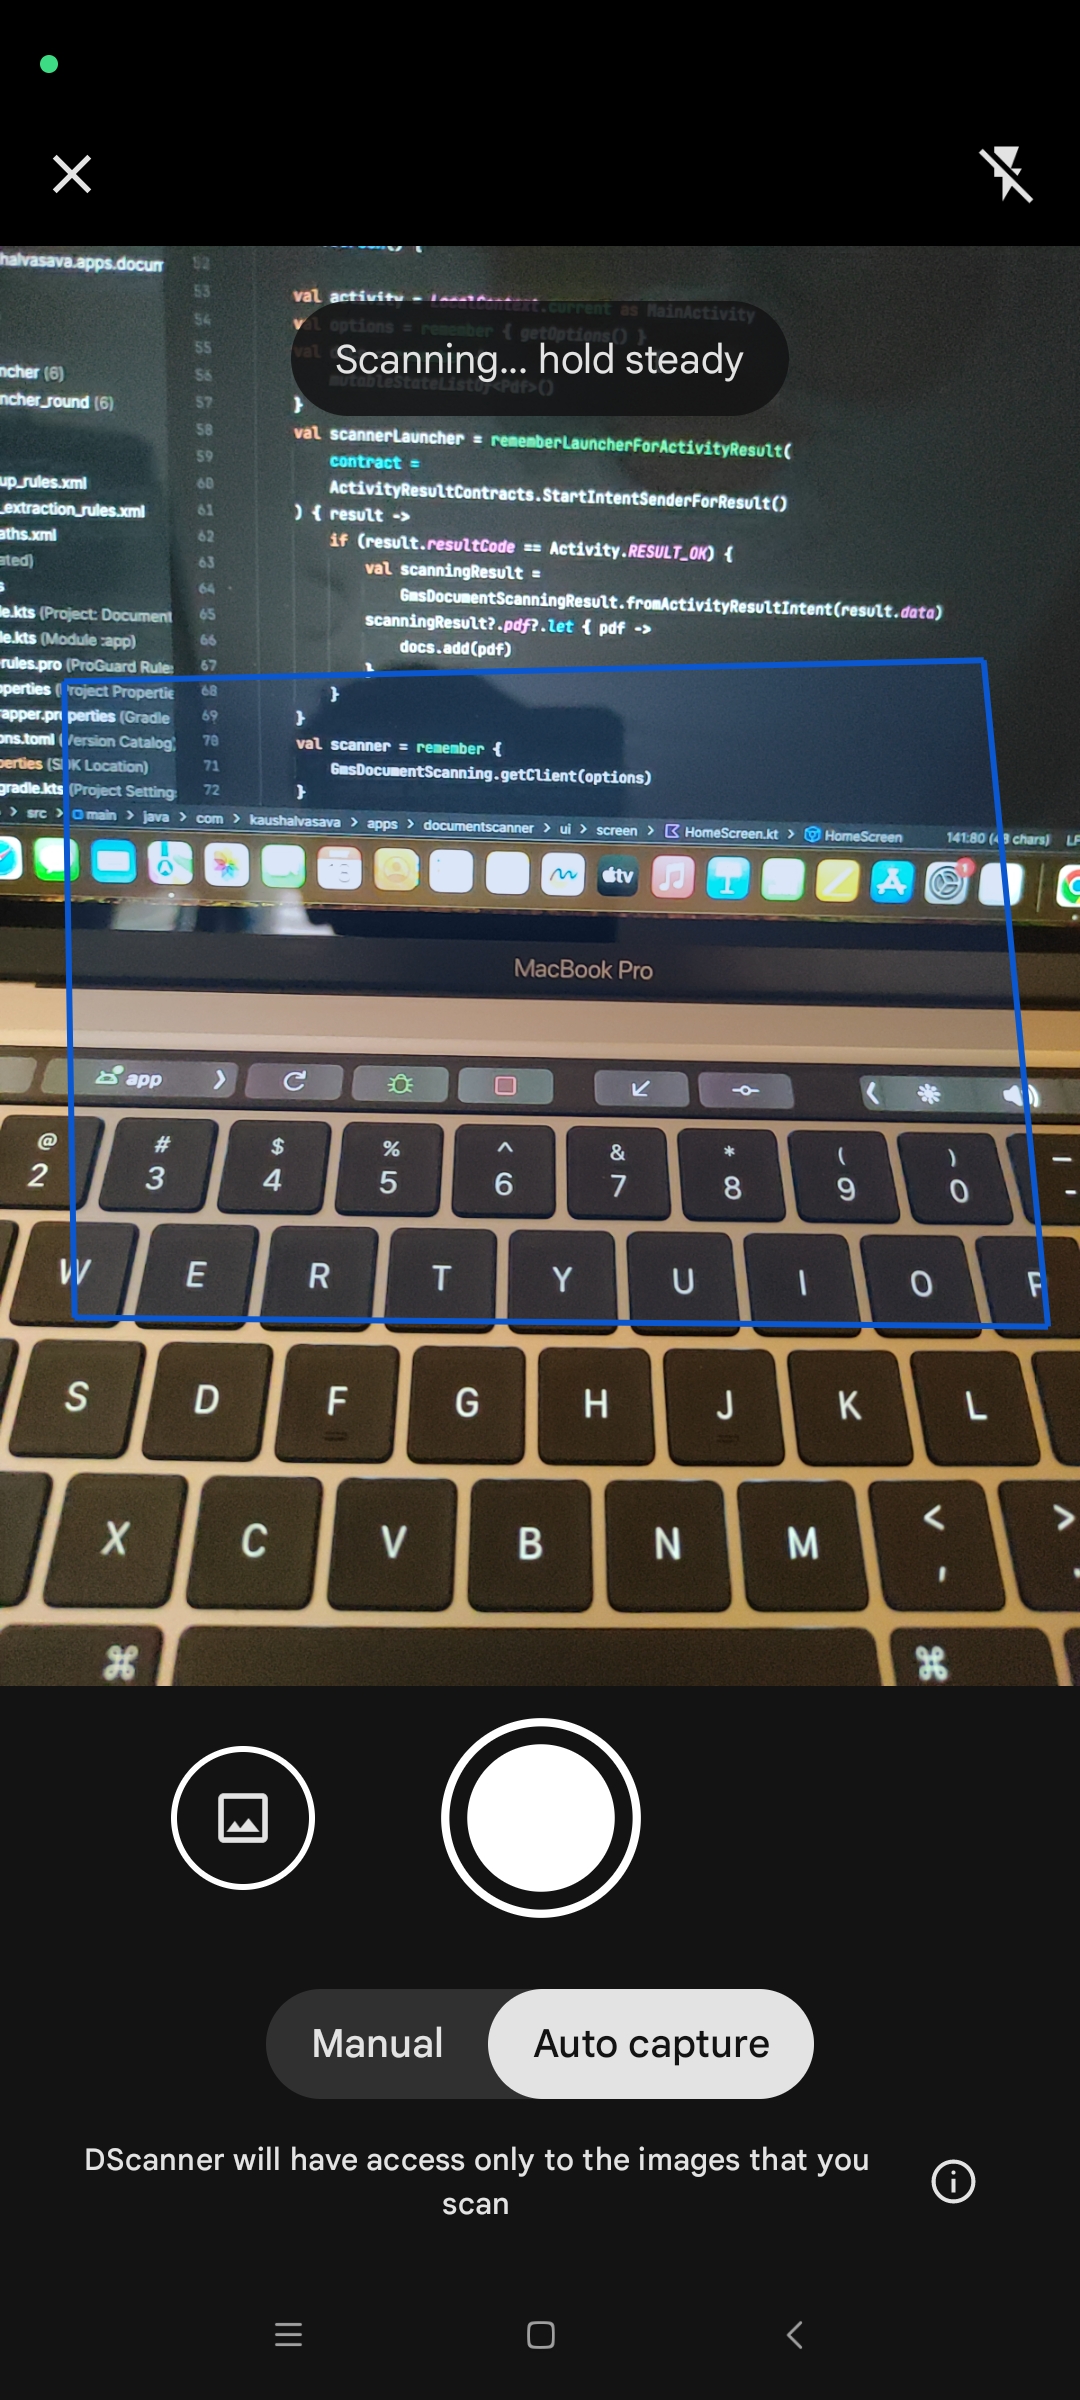 halvasava.apps.docum
52
53
val activity = LocalContext.current as MainActivity
54
val options = remember { getOptions() }
55
val
56
mutableStateListOf<Pdf>()
57
}
Scanning... hold steady
ncher (6)
ncher_round (6)
58
val scannerLauncher = rememberLauncherForActivityResult(
59
contract =
60
ActivityResultContracts.StartIntentSenderForResult()
61
) { result ->
62
if (result.resultCode == Activity.RESULT_OK) {
63
val scanningResult =
64
GmsDocumentScanningResult.fromActivityResultIntent(result.data)
65
scanningResult?.pdf?.let { pdf ->
66
docs.add(pdf)
67
}
68
}
69
}
70
val scanner = remember {
71
GmsDocumentScanning.getClient(options)
72
}
up_rules.xml
_extraction_rules.xml
aths.xml
ated)
s
le.kts (Project: Document
le.kts (Module :app)
rules.pro (ProGuard Rule
operties (Project Propertie
rapper.properties (Gradle
ons.toml (Version Catalog)
perties (SDK Location)
gradle.kts (Project Setting
> src > main > java > com > kaushalvasava > apps > documentscanner > ui > screen > HomeScreen.kt > HomeScreen
141:80 (48 chars) LF
tv
1
MacBook Pro
app
@ # $ % ^ & * ( ) _
2 3 4 5 6 7 8 9 0 -
W E R T Y U I O P
S D F G H J K L
X C V B N M < >
, .
⌘ ⌘
Manual Auto capture
DScanner will have access only to the images that you
scan